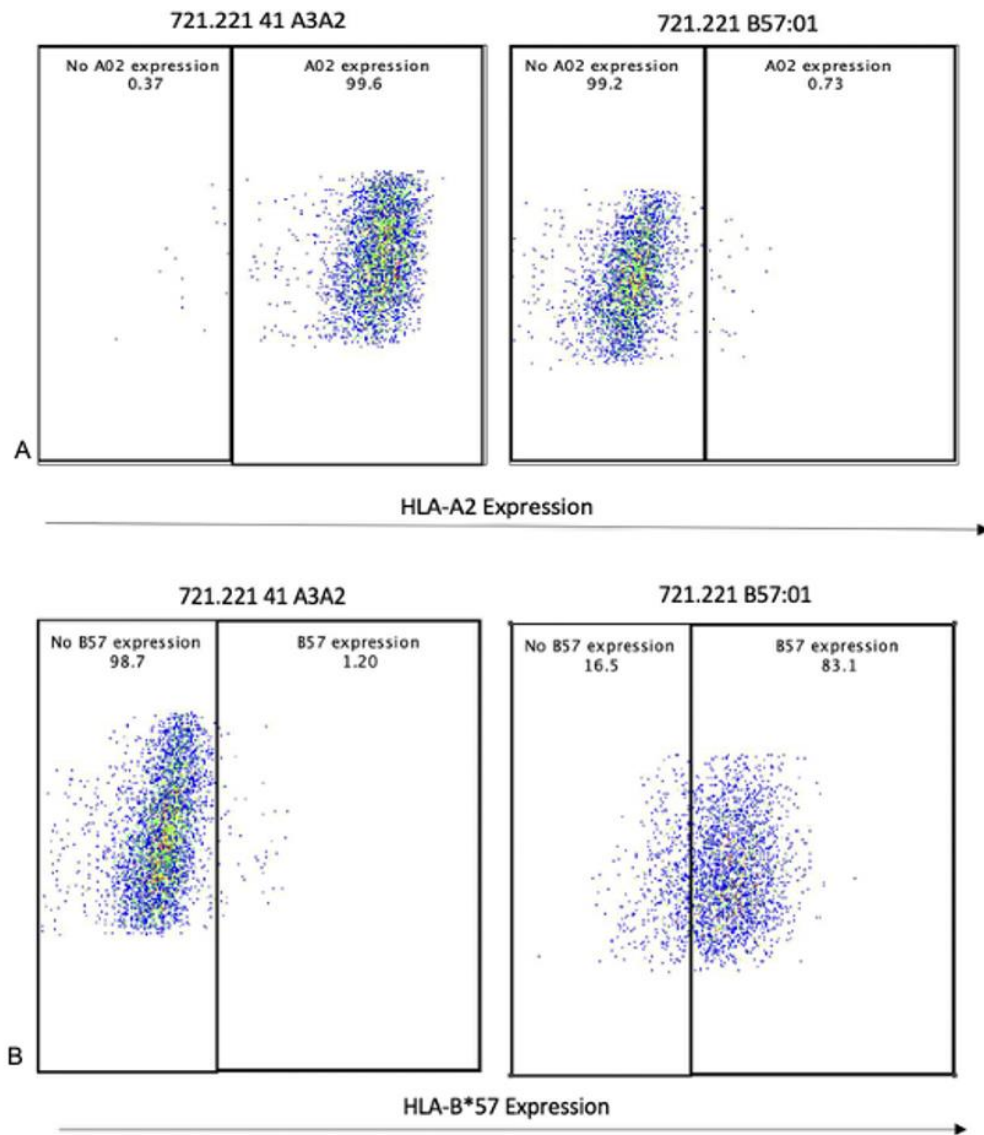 721.221 41 A3A2
721.221 B57:01
No A02 expression
0.37
A02 expression
99.6
No A02 expression
99.2
A02 expression
0.73
A
HLA-A2 Expression
721.221 41 A3A2
721.221 B57:01
No B57 expression
98.7
B57 expression
1.20
No B57 expression
16.5
B57 expression
83.1
B
HLA-B*57 Expression